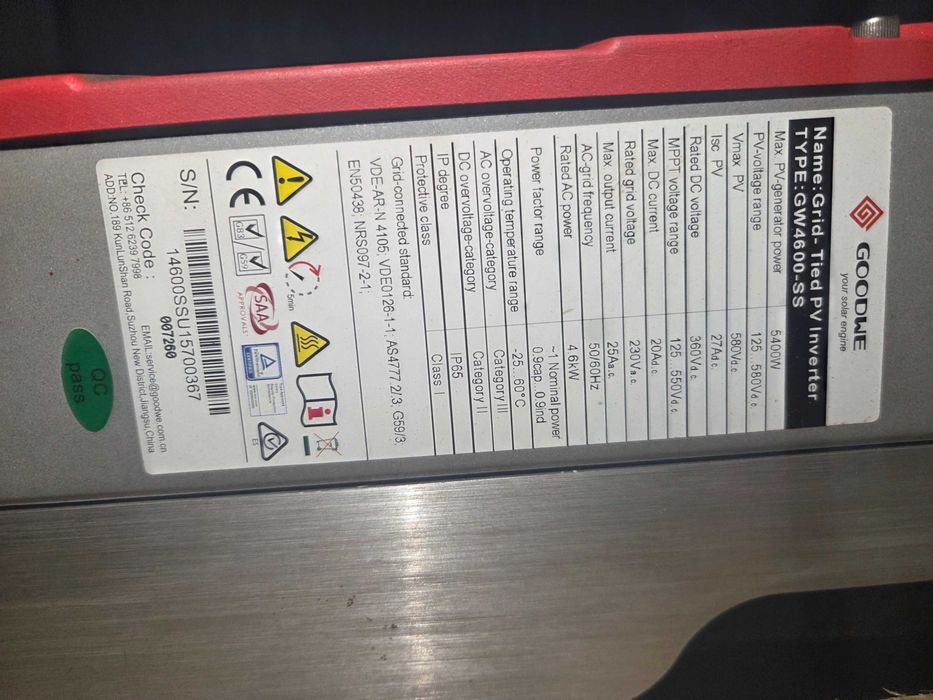 GOODWE
your solar engine
Name:Grid-Tied PV Inverter
TYPE:GW4600-SS
Max. PV-generator power 5400W
PV-voltage range 125...580Vd.c.
Vmax PV 580Vd.c.
Isc PV 27Ad.c.
Rated DC voltage 360Vd.c.
MPPT voltage range 125...550Vd.c.
Max. DC current 20Ad.c.
Rated grid voltage 230Va.c.
Max. output current 25Aa.c.
AC-grid frequency 50/60HZ
Rated AC power 4.6kW
Power factor range ~1 Nominal power
0.9cap...0.9ind
Operating temperature range -25...60°C
AC overvoltage-category Category III
DC overvoltage-category Category II
IP degree IP65
Protective class Class I
Grid-connected standard:
VDE-AR-N 4105, VDE0126-1-1, AS4777.2/3, G59/3,
EN50438, NRS097-2-1;
5min
CE
G83
G59
SAA
APPROVALS
S/N:
14600SSU157D0367
Check Code :
007260
TEL: +86 512 6239 7998 EMAIL:service@goodwe.com.cn
ADD:NO.189 KunLunShan Road,Suzhou New District,Jiangsu,China
QC
pass